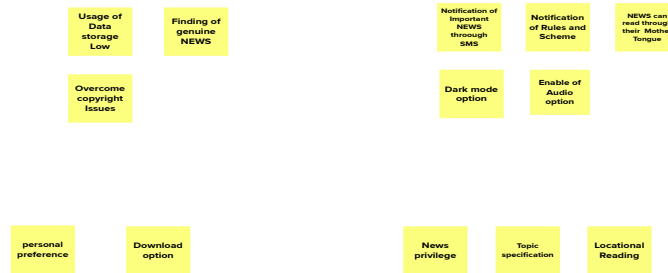 Usage of
Data
storage
Low
Finding of
genuine
NEWS
Notification of
Important
NEWS
throough
SMS
Notification
of Rules and
Scheme
NEWS can
read through
their Mother
Tongue
Overcome
copyright
Issues
Dark mode
option
Enable of
Audio
option
personal
preference
Download
option
News
privilege
Topic
specification
Locational
Reading